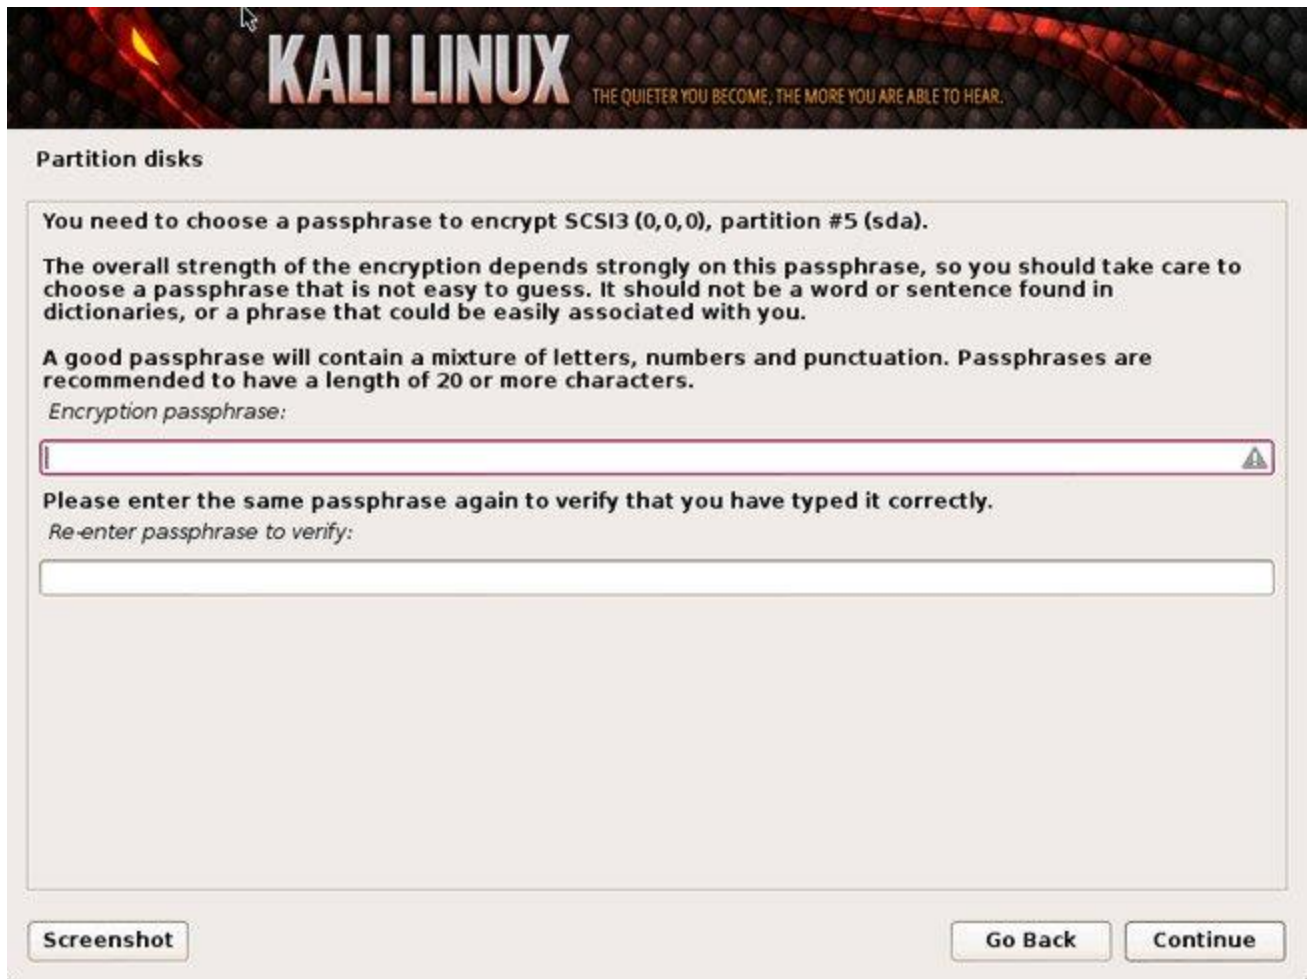 KALI LINUX
THE QUIETER YOU BECOME, THE MORE YOU ARE ABLE TO HEAR.
Partition disks
You need to choose a passphrase to encrypt SCSI3 (0,0,0), partition #5 (sda).
The overall strength of the encryption depends strongly on this passphrase, so you should take care to
choose a passphrase that is not easy to guess. It should not be a word or sentence found in
dictionaries, or a phrase that could be easily associated with you.
A good passphrase will contain a mixture of letters, numbers and punctuation. Passphrases are
recommended to have a length of 20 or more characters.
Encryption passphrase:
Please enter the same passphrase again to verify that you have typed it correctly.
Re-enter passphrase to verify:
Screenshot
Go Back
Continue